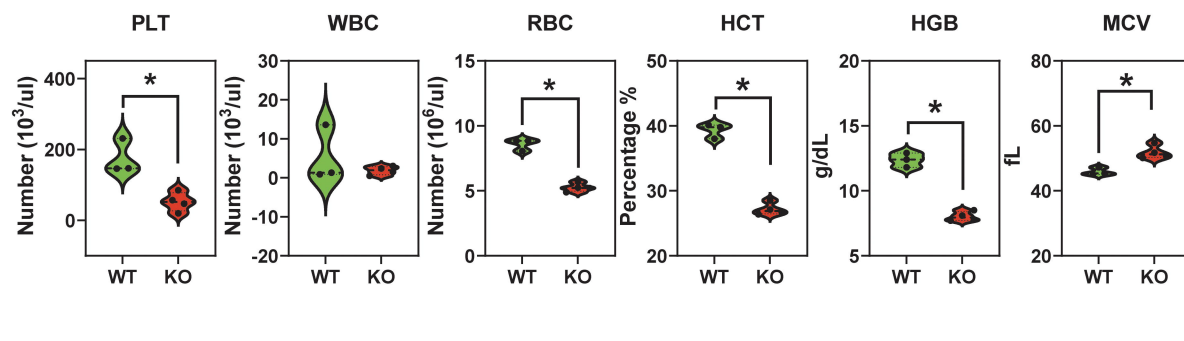 PLT
Number (10³/ul)
400
200
0
*
WT KO
WBC
Number (10³/ul)
30
20
10
0
-10
-20
WT KO
RBC
Number (10⁶/ul)
15
10
5
0
*
WT KO
HCT
Percentage %
50
40
30
20
*
WT KO
HGB
g/dL
20
15
10
5
*
WT KO
MCV
fL
80
60
40
20
*
WT KO